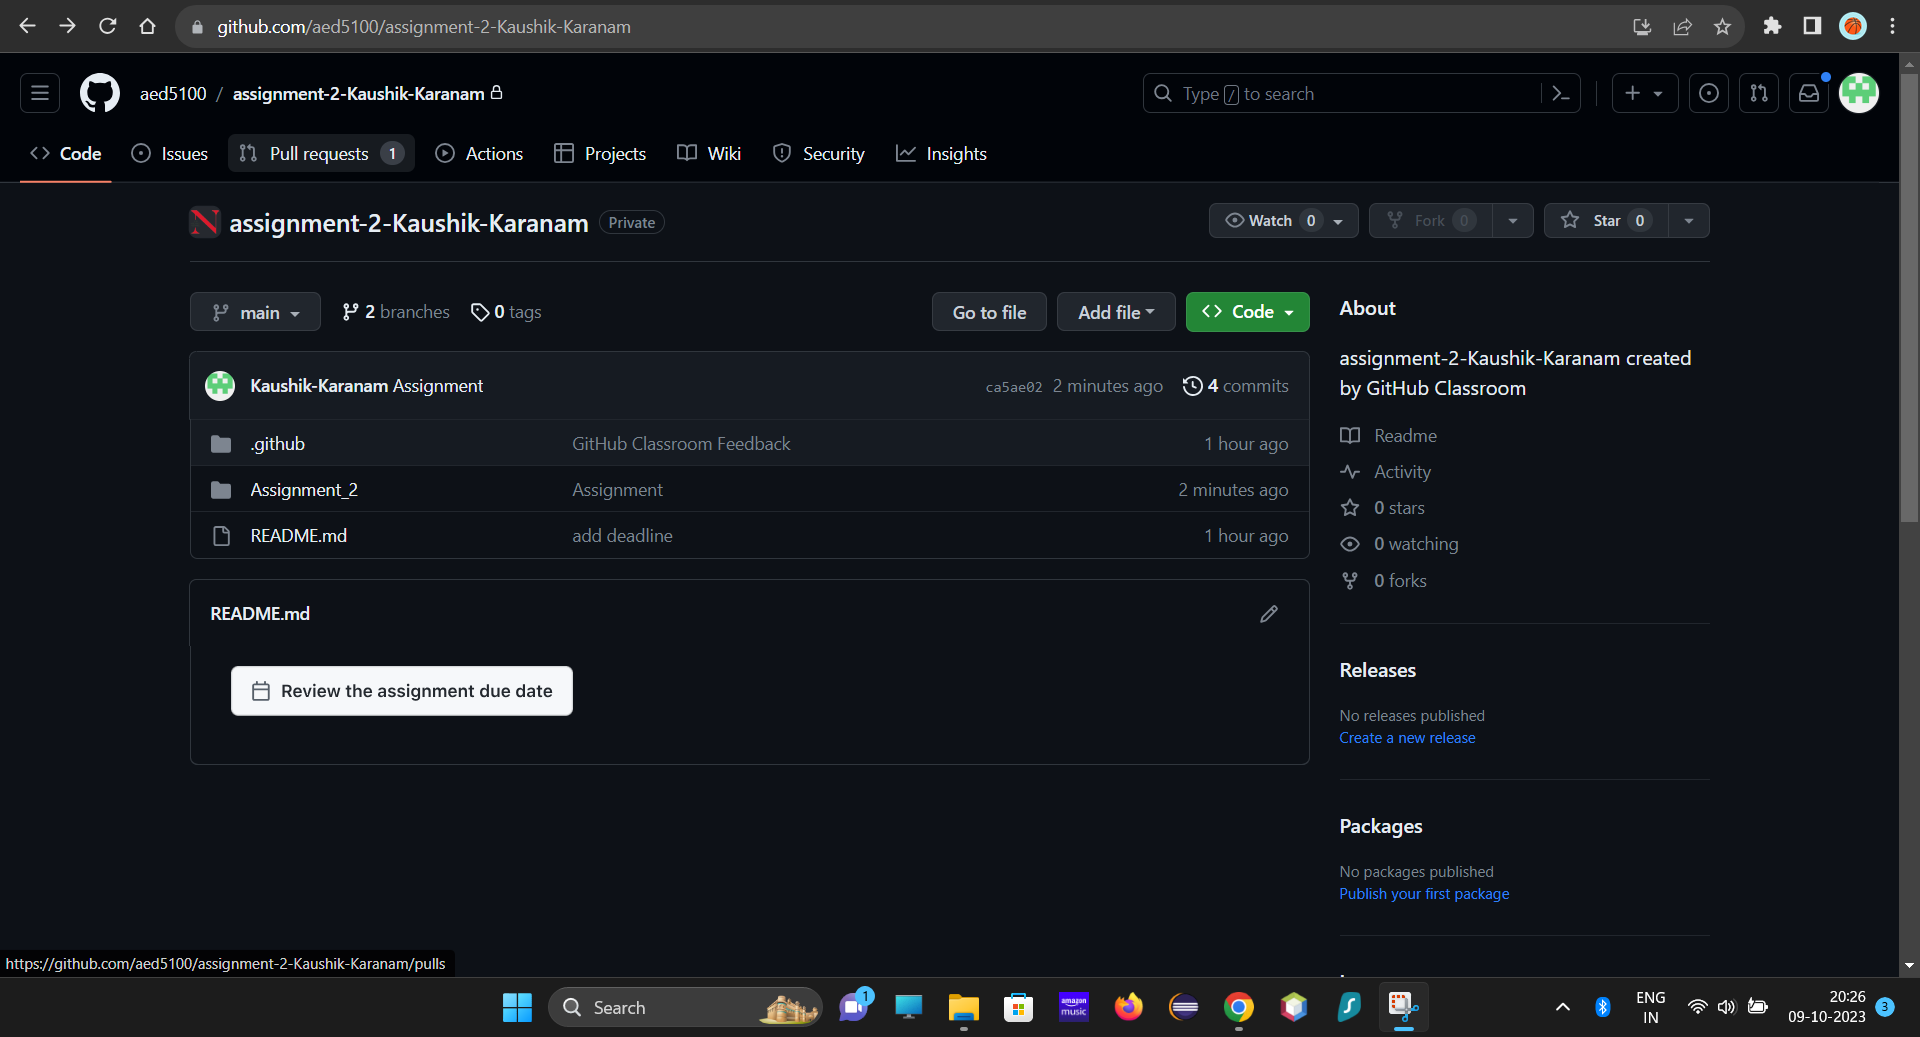 github.com/aed5100/assignment-2-Kaushik-Karanam
aed5100 / assignment-2-Kaushik-Karanam
Type / to search
Code Issues Pull requests 1 Actions Projects Wiki Security Insights
assignment-2-Kaushik-Karanam Private
Watch 0 Fork 0 Star 0
main 2 branches 0 tags Go to file Add file Code
Kaushik-Karanam Assignment ca5ae02 2 minutes ago 4 commits
.github GitHub Classroom Feedback 1 hour ago
Assignment_2 Assignment 2 minutes ago
README.md add deadline 1 hour ago
README.md
Review the assignment due date
About
assignment-2-Kaushik-Karanam created
by GitHub Classroom
Readme
Activity
0 stars
0 watching
0 forks
Releases
No releases published
Create a new release
Packages
No packages published
Publish your first package
https://github.com/aed5100/assignment-2-Kaushik-Karanam/pulls
Search
1
amazon
music
ENG
IN
20:26
09-10-2023
3